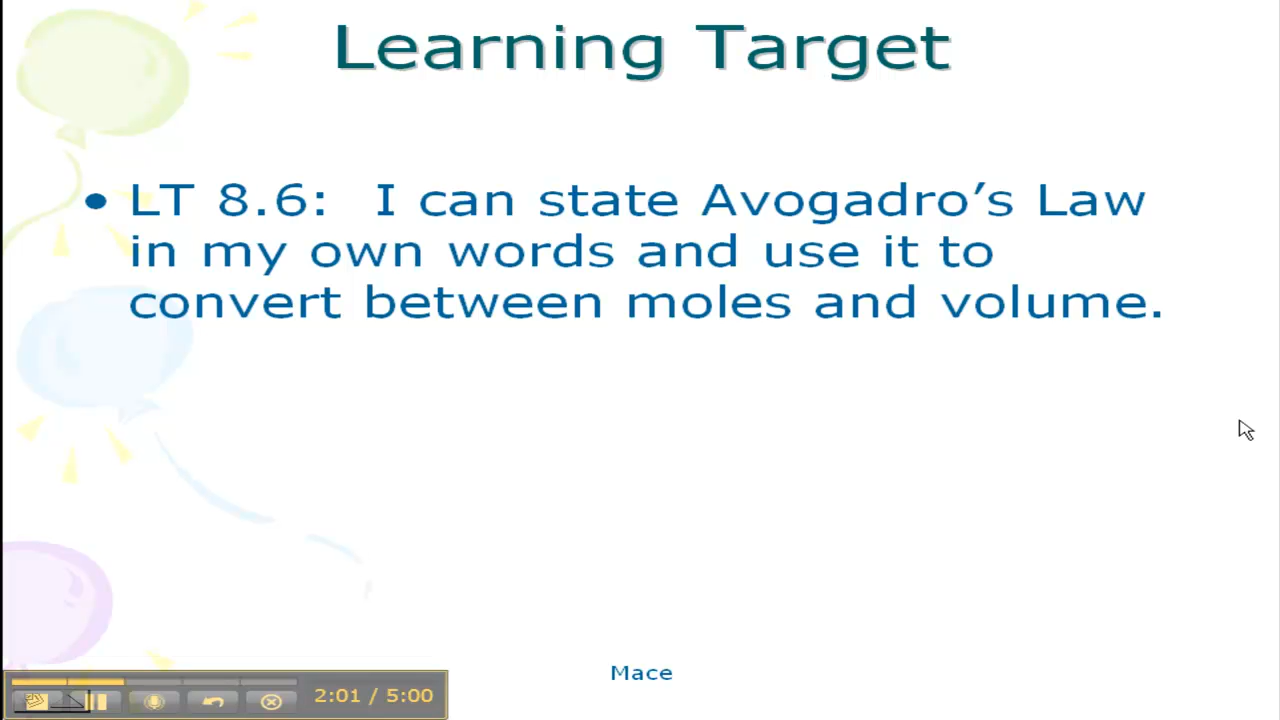 Learning Target
• LT 8.6: I can state Avogadro’s Law
in my own words and use it to
convert between moles and volume.
Mace
2:01 / 5:00